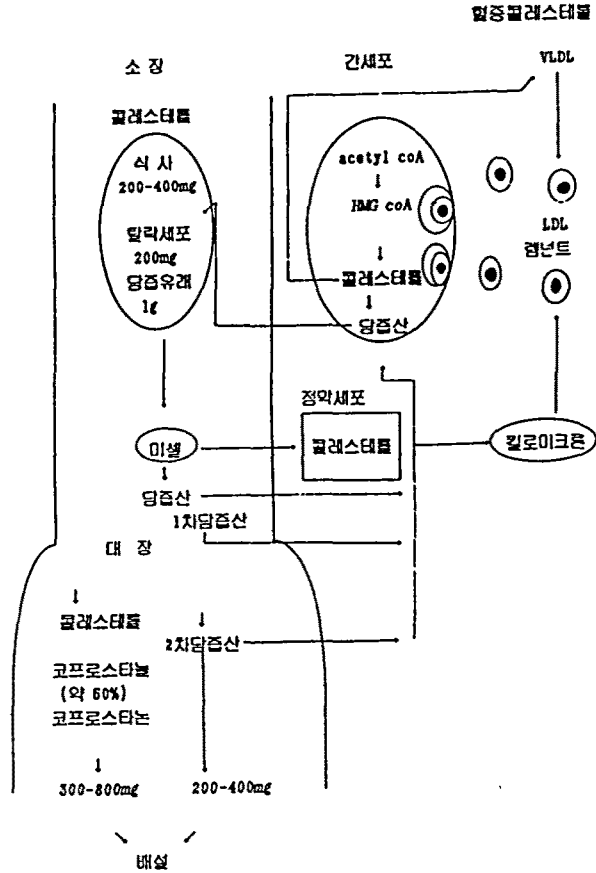 혈중콜레스테롤
소 장
간세포
VLDL
콜레스테롤
식 사
200-400mg
탈락세포
200mg
담즙유래
1g
acetyl coA
HMG coA
콜레스테롤
담즙산
LDL
렘넌트
점막세포
미셀
콜레스테롤
킬로미크론
담즙산
1차담즙산
대 장
콜레스테롤
2차담즙산
코프로스타놀
(약 60%)
코프로스타논
300-800mg
200-400mg
배설